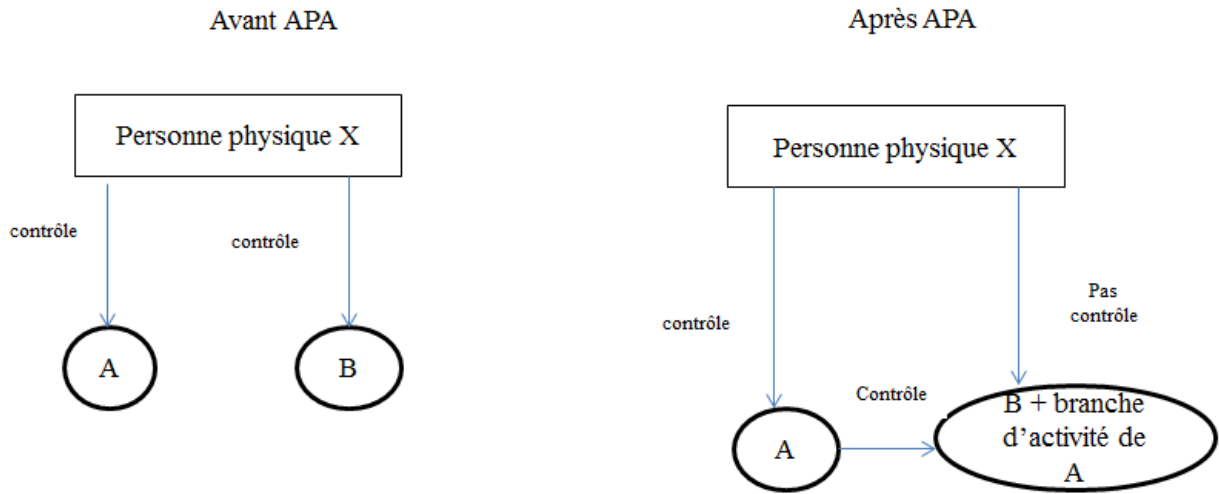 Avant APA
Après APA
Personne physique X
Personne physique X
contrôle
contrôle
A
B
contrôle
Pas
contrôle
Contrôle
A
B + branche
d’activité de
A